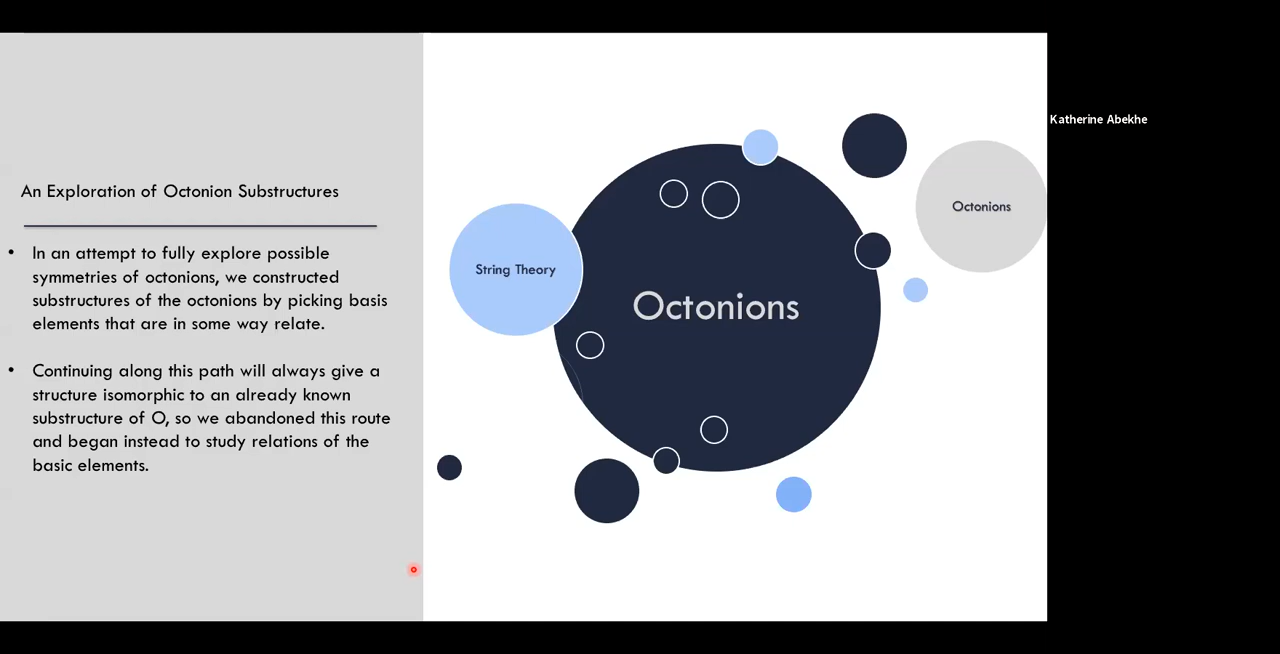 An Exploration of Octonion Substructures
• In an attempt to fully explore possible
symmetries of octonions, we constructed
substructures of the octonions by picking basis
elements that are in some way relate.
• Continuing along this path will always give a
structure isomorphic to an already known
substructure of O, so we abandoned this route
and began instead to study relations of the
basic elements.
String Theory
Octonions
Octonions
Katherine Abekhe